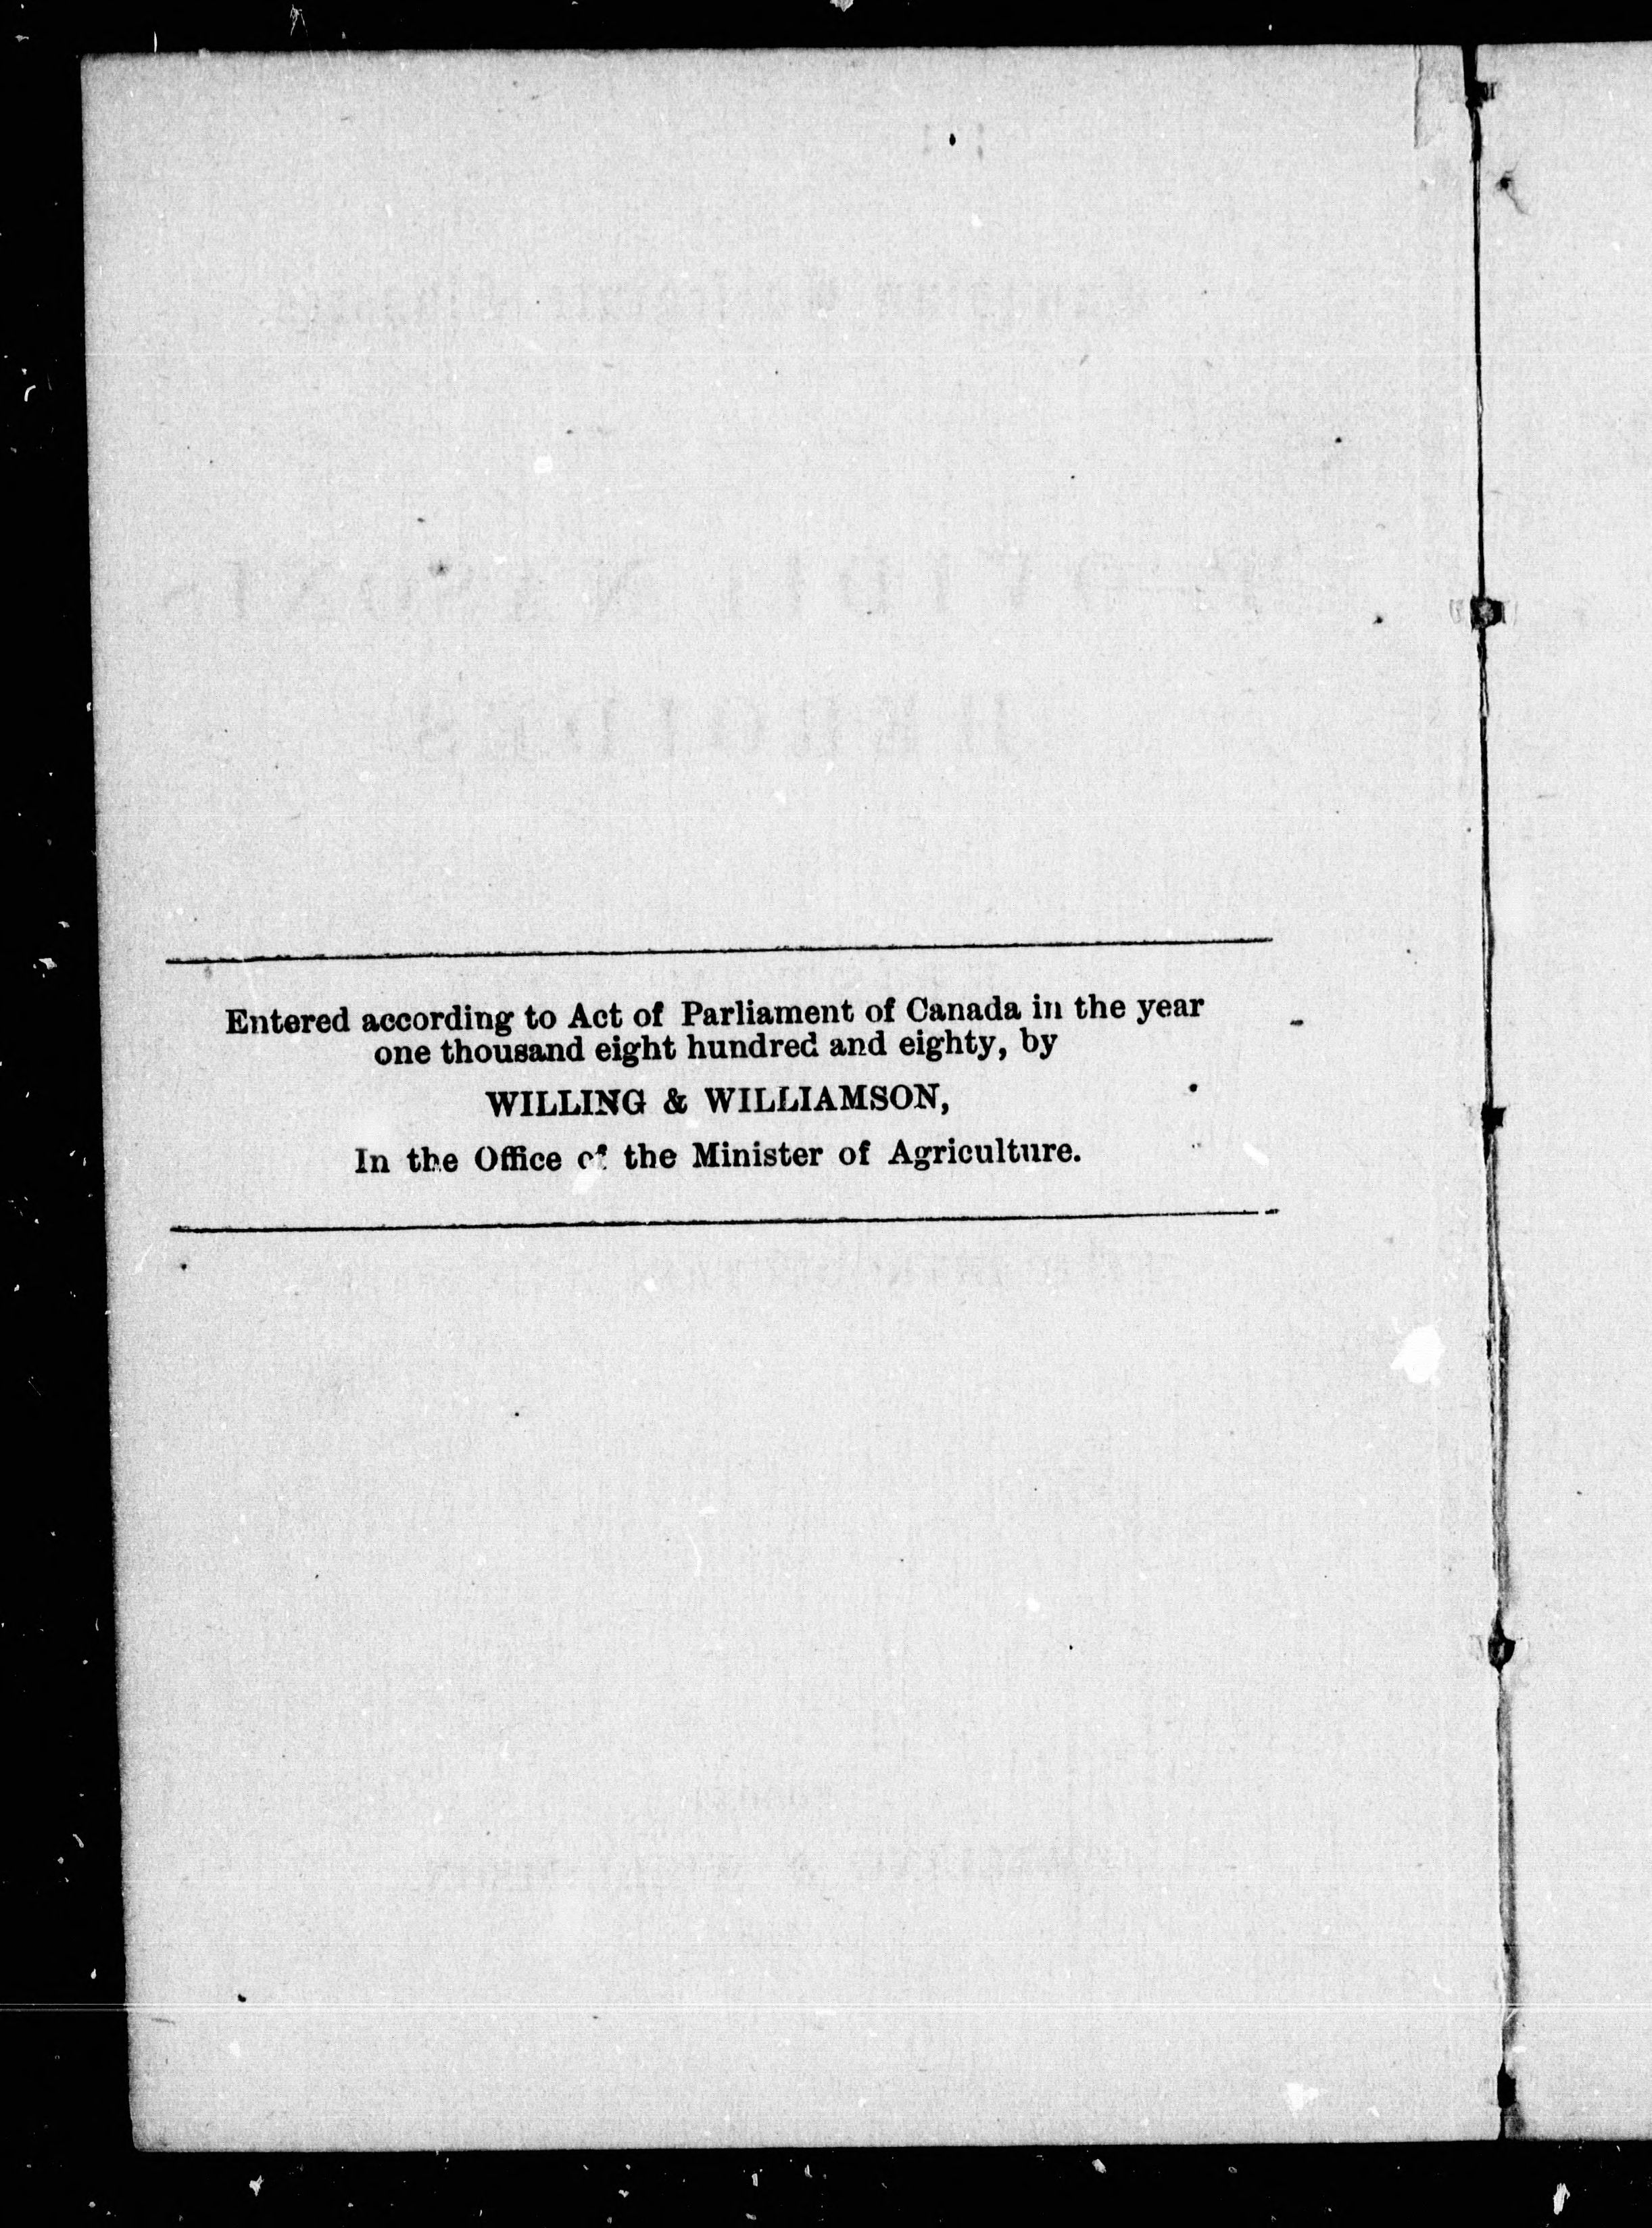 Entered according to Act of Parliament of Canada in the year
one thousand eight hundred and eighty, by
WILLING & WILLIAMSON,
In the Office of the Minister of Agriculture.